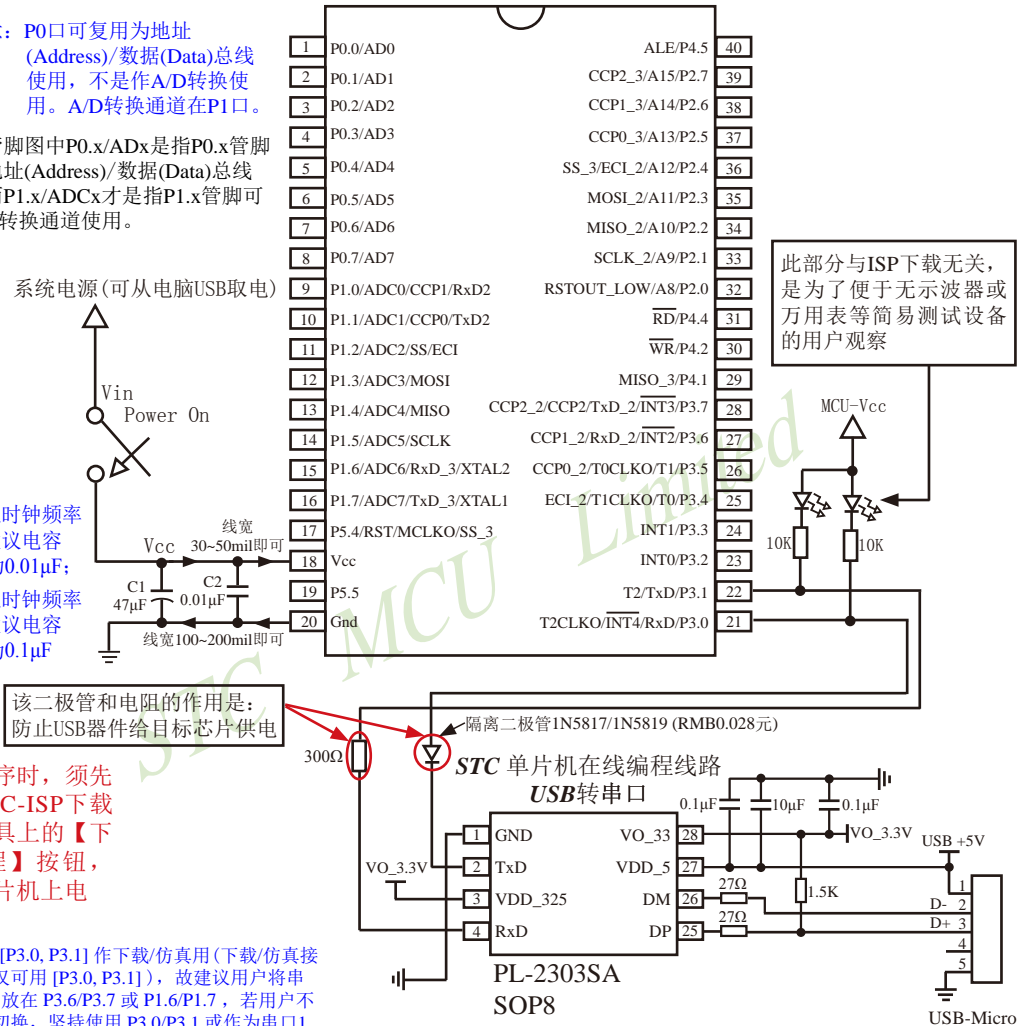 P0口可复用为地址
(Address)/数据(Data)总线
使用，不是作A/D转换使
用。A/D转换通道在P1口。
脚图中P0.x/ADx是指P0.x管脚
址(Address)/数据(Data)总线
P1.x/ADCx才是指P1.x管脚可
转换通道使用。
系统电源(可从电脑USB取电)
Vin
Power On
时钟频率
议电容
0.01μF；
时钟频率
议电容
0.1μF
Vcc
线宽
30~50mil即可
C1
47μF
C2
0.01μF
线宽100~200mil即可
1 P0.0/AD0
2 P0.1/AD1
3 P0.2/AD2
4 P0.3/AD3
5 P0.4/AD4
6 P0.5/AD5
7 P0.6/AD6
8 P0.7/AD7
9 P1.0/ADC0/CCP1/RxD2
10 P1.1/ADC1/CCP0/TxD2
11 P1.2/ADC2/SS/ECI
12 P1.3/ADC3/MOSI
13 P1.4/ADC4/MISO
14 P1.5/ADC5/SCLK
15 P1.6/ADC6/RxD_3/XTAL2
16 P1.7/ADC7/TxD_3/XTAL1
17 P5.4/RST/MCLKO/SS_3
18 Vcc
19 P5.5
20 Gnd
ALE/P4.5 40
CCP2_3/A15/P2.7 39
CCP1_3/A14/P2.6 38
CCP0_3/A13/P2.5 37
SS_3/ECI_2/A12/P2.4 36
MOSI_2/A11/P2.3 35
MISO_2/A10/P2.2 34
SCLK_2/A9/P2.1 33
RSTOUT_LOW/A8/P2.0 32
RD/P4.4 31
WR/P4.2 30
MISO_3/P4.1 29
CCP2_2/CCP2/TxD_2/INT3/P3.7 28
CCP1_2/RxD_2/INT2/P3.6 27
CCP0_2/T0CLKO/T1/P3.5 26
ECI_2/T1CLKO/T0/P3.4 25
INT1/P3.3 24
INT0/P3.2 23
T2/TxD/P3.1 22
T2CLKO/INT4/RxD/P3.0 21
此部分与ISP下载无关，
是为了便于无示波器或
万用表等简易测试设备
的用户观察
MCU-Vcc
10K
10K
STC MCU Limited
该二极管和电阻的作用是：
防止USB器件给目标芯片供电
300Ω
隔离二极管1N5817/1N5819 (RMB0.028元)
STC 单片机在线编程线路
USB转串口
序时，须先
C-ISP下载
具上的【下
程】按钮，
片机上电
1 GND
2 TxD
3 VDD_325
4 RxD
VO_33 28
VDD_5 27
DM 26
DP 25
VO_3.3V
0.1μF
10μF
0.1μF
VO_3.3V
USB +5V
27Ω
27Ω
1.5K
1
D- 2
D+ 3
4
5
PL-2303SA
SOP8
USB-Micro
[P3.0, P3.1] 作下载/仿真用(下载/仿真接
仅可用 [P3.0, P3.1] )，故建议用户将串
放在 P3.6/P3.7 或 P1.6/P1.7 ，若用户不
切换，坚持使用 P3.0/P3.1 或作为串口1